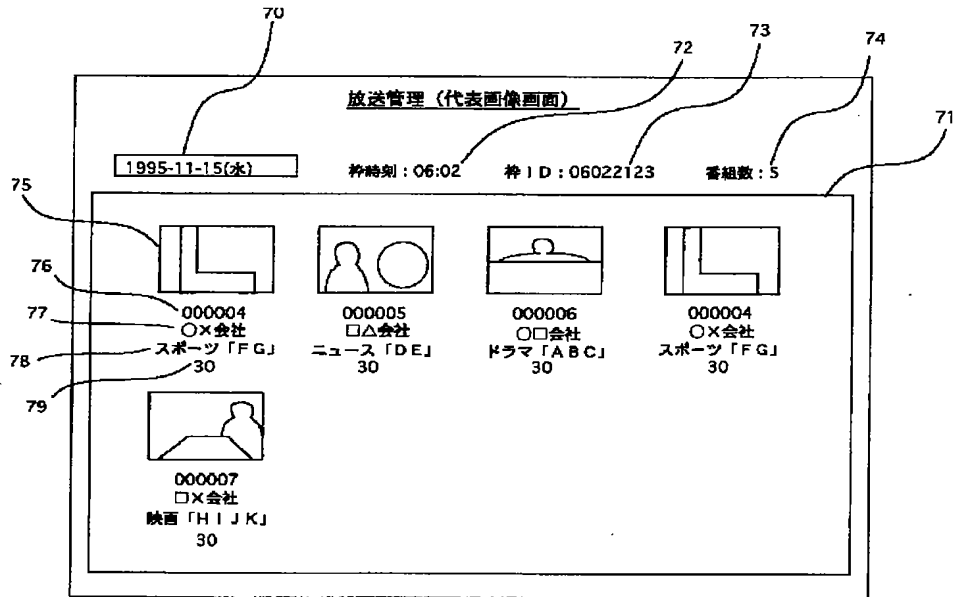 70
72
73
74
放送管理（代表画像画面）
71
1995-11-15(水)
枠時刻：06:02
枠ID：06022123
番組数：5
75
76
000004
000005
000006
000004
77
○×会社
□△会社
○□会社
○×会社
78
スポーツ「FG」
ニュース「DE」
ドラマ「ABC」
スポーツ「FG」
79
30
30
30
30
000007
□×会社
映画「HIJK」
30